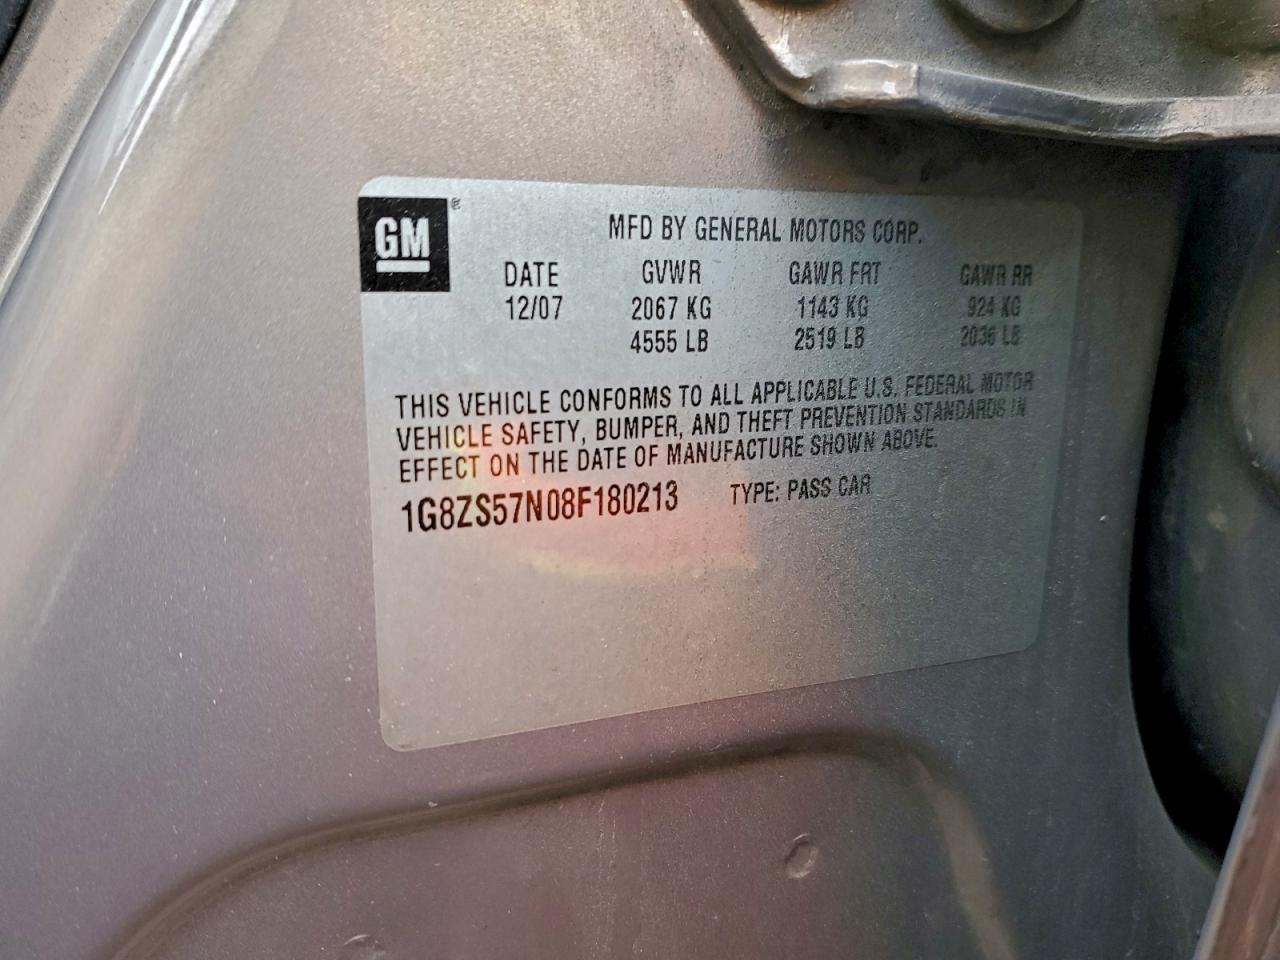 GM ®
MFD BY GENERAL MOTORS CORP.
DATE GVWR GAWR FRT GAWR RR
12/07 2067 KG 1143 KG 924 KG
4555 LB 2519 LB 2036 LB
THIS VEHICLE CONFORMS TO ALL APPLICABLE U.S. FEDERAL MOTOR
VEHICLE SAFETY, BUMPER, AND THEFT PREVENTION STANDARDS IN
EFFECT ON THE DATE OF MANUFACTURE SHOWN ABOVE.
1G8ZS57N08F180213 TYPE: PASS CAR